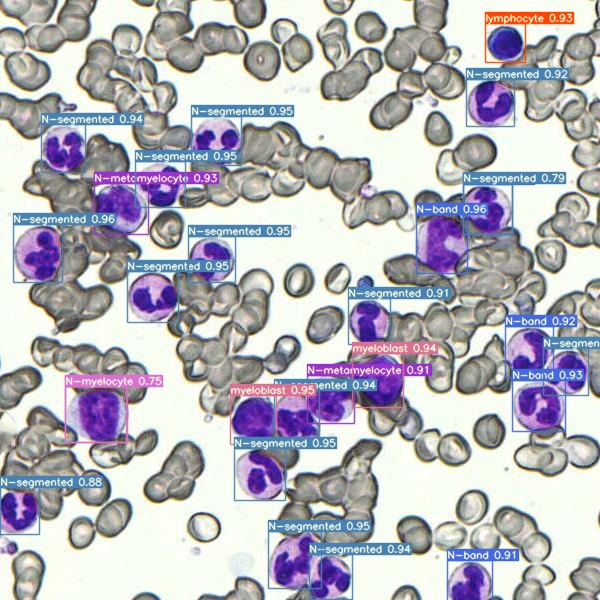 lymphocyte 0.93
N-segmented 0.92
N-segmented 0.95
N-segmented 0.94
N-segmented 0.95
N-metamyelocyte 0.93
N-segmented 0.79
N-band 0.96
N-segmented 0.96
N-segmented 0.95
N-segmented 0.95
N-segmented 0.91
N-band 0.92
N-segmen
myeloblast 0.94
N-metamyelocyte 0.91
N-band 0.93
N-myelocyte 0.75
myeloblast 0.95
0.94
N-segmented 0.95
N-segmented 0.88
N-segmented 0.95
N-segmented 0.94
N-band 0.91